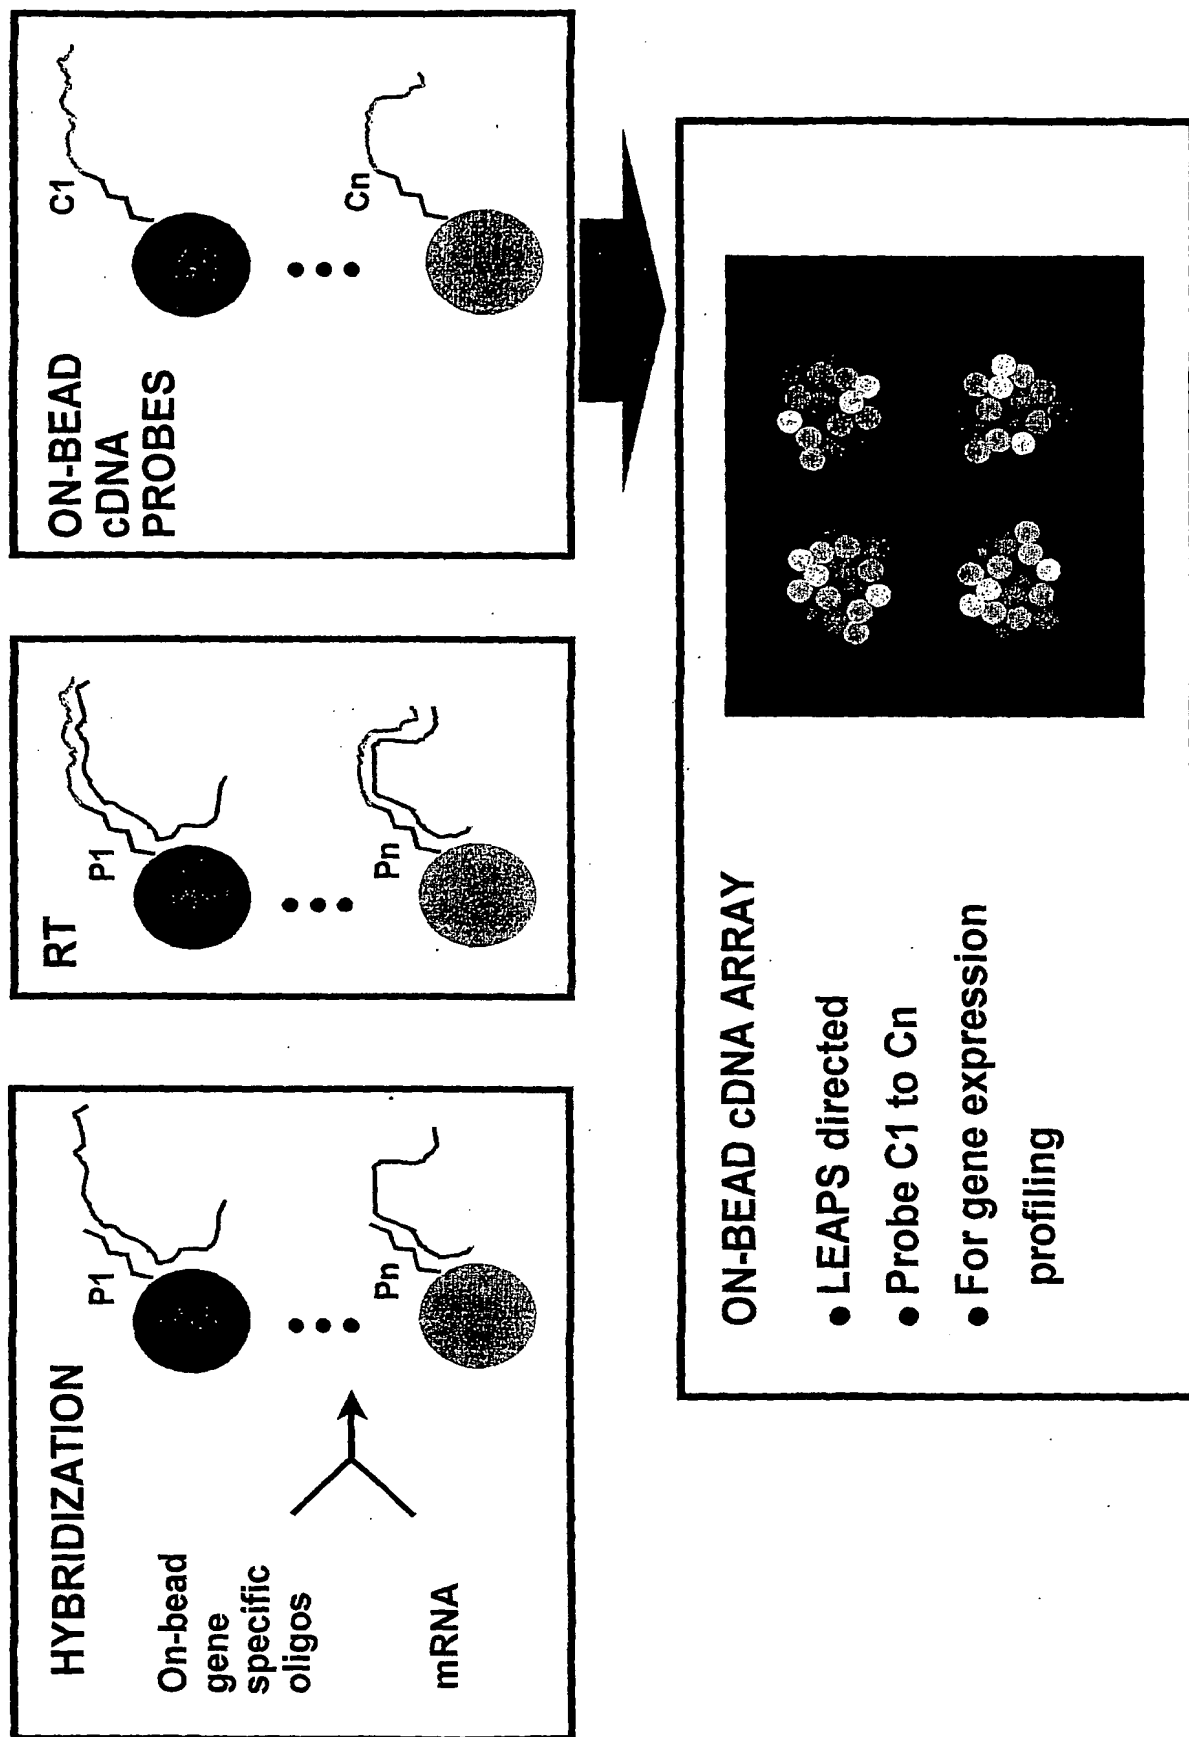 HYBRIDIZATION
On-bead
gene
specific
oligos
mRNA
P1
Pn
RT
P1
Pn
ON-BEAD
cDNA
PROBES
C1
Cn
ON-BEAD cDNA ARRAY
● LEAPS directed
● Probe C1 to Cn
● For gene expression
profiling